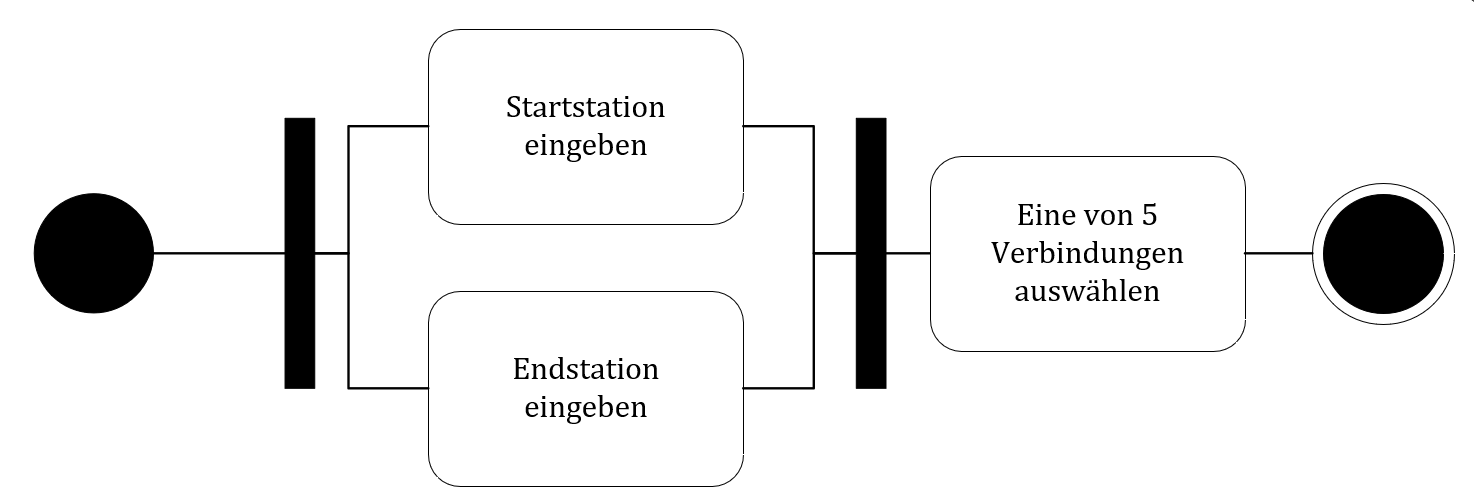 Startstation
eingeben
Endstation
eingeben
Eine von 5
Verbindungen
auswählen